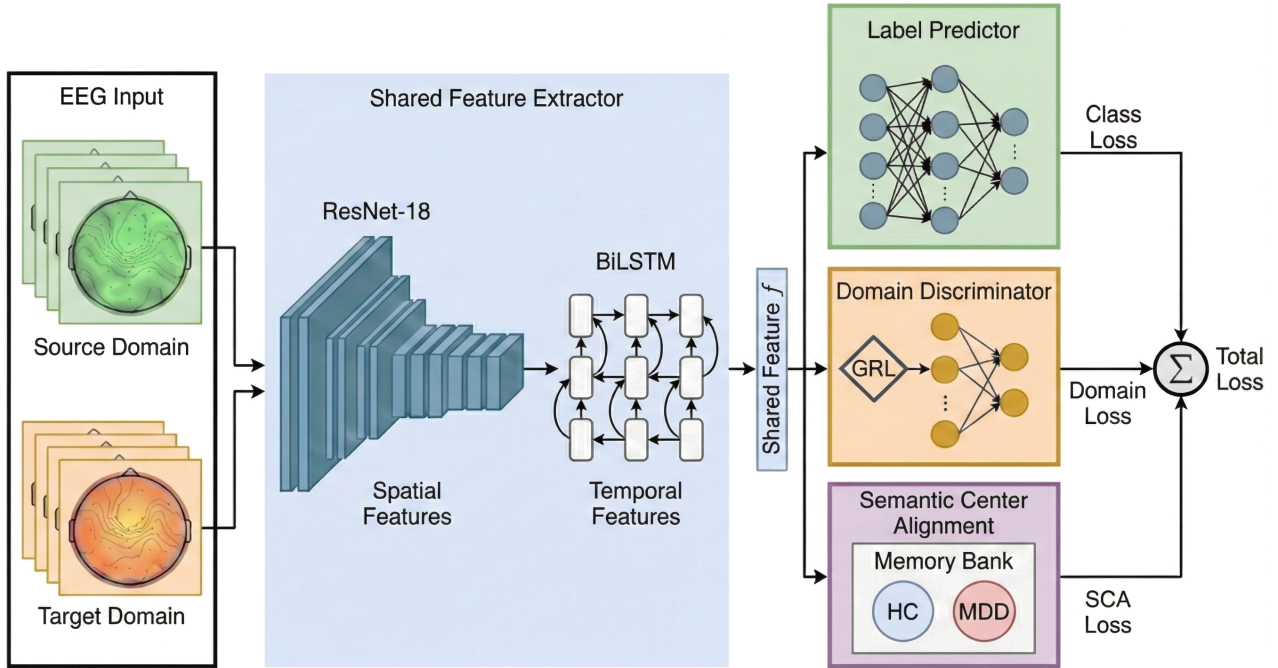 EEG Input
Source Domain
Target Domain
Shared Feature Extractor
ResNet-18
Spatial
Features
BiLSTM
Temporal
Features
Shared Feature f
Label Predictor
Class
Loss
Domain Discriminator
GRL
Domain
Loss
Semantic Center
Alignment
Memory Bank
HC
MDD
SCA
Loss
Σ
Total
Loss